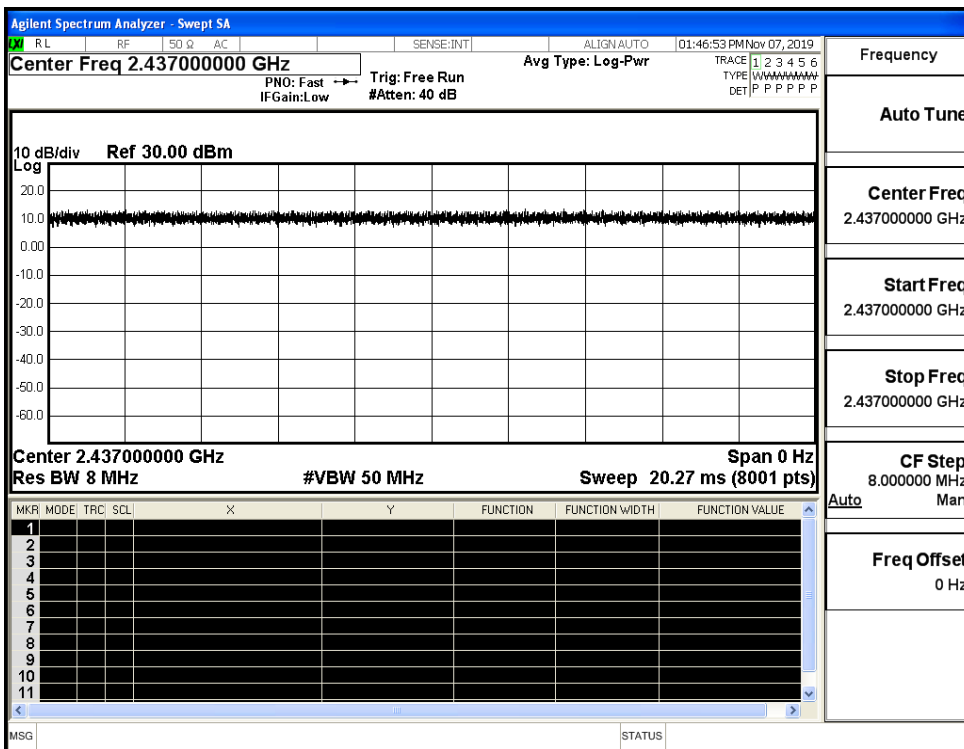 Agilent Spectrum Analyzer - Swept SA
LXI RL RF 50 Ω AC SENSE:INT ALIGN AUTO 01:46:53 PM Nov 07, 2019
Center Freq 2.437000000 GHz
PNO: Fast
IFGain:Low
Trig: Free Run
#Atten: 40 dB
Avg Type: Log-Pwr
TRACE 1 2 3 4 5 6
TYPE WWWWWW
DET P P P P P P
10 dB/div Ref 30.00 dBm
Log
20.0
10.0
0.00
-10.0
-20.0
-30.0
-40.0
-50.0
-60.0
Center 2.437000000 GHz Span 0 Hz
Res BW 8 MHz #VBW 50 MHz Sweep 20.27 ms (8001 pts)
MKR MODE TRC SCL X Y FUNCTION FUNCTION WIDTH FUNCTION VALUE
1
2
3
4
5
6
7
8
9
10
11
MSG STATUS
Frequency
Auto Tune
Center Freq
2.437000000 GHz
Start Freq
2.437000000 GHz
Stop Freq
2.437000000 GHz
CF Step
8.000000 MHz
Auto Man
Freq Offset
0 Hz